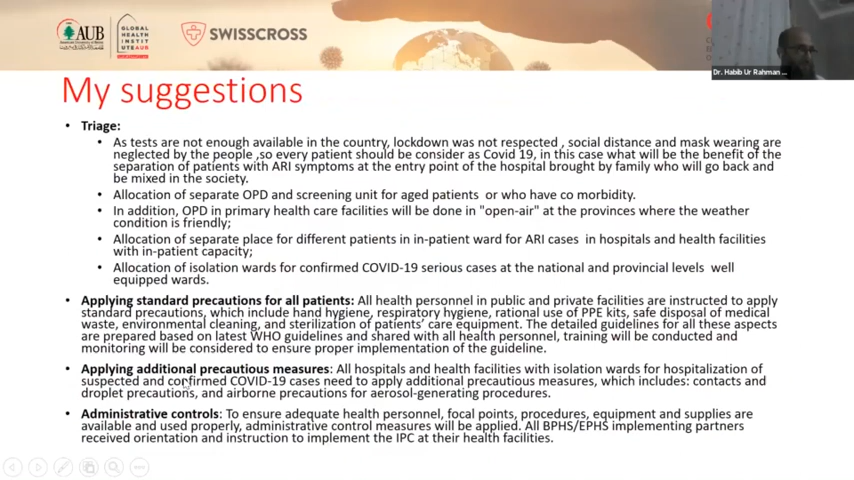 AUB
GLOBAL
HEALTH
INSTIT
UTEAUB
SWISSCROSS
Dr. Habib Ur Rahman ...
My suggestions
• Triage:
• As tests are not enough available in the country, lockdown was not respected , social distance and mask wearing are
neglected by the people ,so every patient should be consider as Covid 19, in this case what will be the benefit of the
separation of patients with ARI symptoms at the entry point of the hospital brought by family who will go back and
be mixed in the society.
• Allocation of separate OPD and screening unit for aged patients or who have co morbidity.
• In addition, OPD in primary health care facilities will be done in "open-air" at the provinces where the weather
condition is friendly;
• Allocation of separate place for different patients in in-patient ward for ARI cases in hospitals and health facilities
with in-patient capacity;
• Allocation of isolation wards for confirmed COVID-19 serious cases at the national and provincial levels well
equipped wards.
• Applying standard precautions for all patients: All health personnel in public and private facilities are instructed to apply
standard precautions, which include hand hygiene, respiratory hygiene, rational use of PPE kits, safe disposal of medical
waste, environmental cleaning, and sterilization of patients' care equipment. The detailed guidelines for all these aspects
are prepared based on latest WHO guidelines and shared with all health personnel, training will be conducted and
monitoring will be considered to ensure proper implementation of the guideline.
• Applying additional precautious measures: All hospitals and health facilities with isolation wards for hospitalization of
suspected and confirmed COVID-19 cases need to apply additional precautious measures, which includes: contacts and
droplet precautions, and airborne precautions for aerosol-generating procedures.
• Administrative controls: To ensure adequate health personnel, focal points, procedures, equipment and supplies are
available and used properly, administrative control measures will be applied. All BPHS/EPHS implementing partners
received orientation and instruction to implement the IPC at their health facilities.